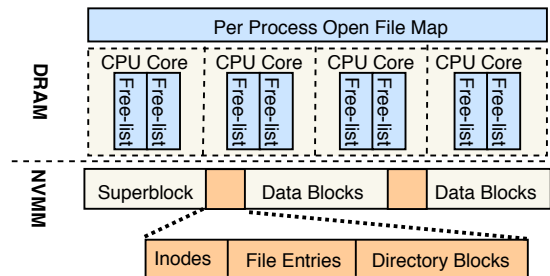 Per Process Open File Map
DRAM
CPU Core CPU Core CPU Core CPU Core
Free-list Free-list Free-list Free-list Free-list Free-list Free-list Free-list
NVMM
Superblock Data Blocks Data Blocks
Inodes File Entries Directory Blocks